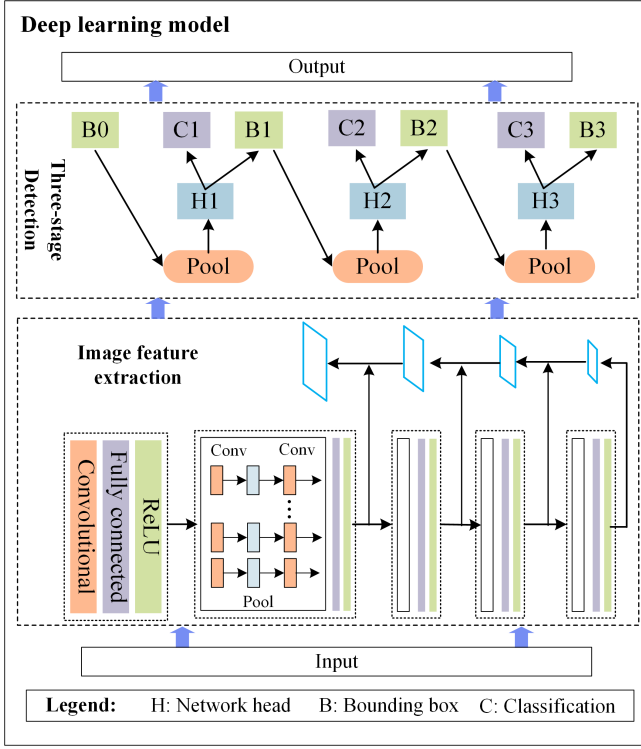 Deep learning model
Output
B0 C1 B1 C2 B2 C3 B3
Three-stage
Detection
H1 H2 H3
Pool Pool Pool
Image feature
extraction
Convolutional
Fully connected
ReLU
Conv Conv
Pool
Input
Legend: H: Network head B: Bounding box C: Classification